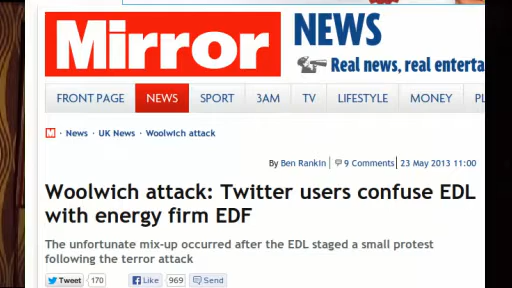 Mirror NEWS
Real news, real enterta
FRONT PAGE NEWS SPORT 3AM TV LIFESTYLE MONEY PL
M · News · UK News · Woolwich attack
By Ben Rankin 9 Comments 23 May 2013 11:00
Woolwich attack: Twitter users confuse EDL
with energy firm EDF
The unfortunate mix-up occurred after the EDL staged a small protest
following the terror attack
Tweet 170 Like 969 Send